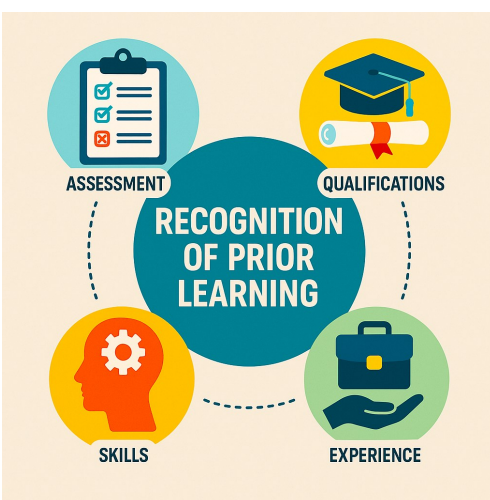 ASSESSMENT
QUALIFICATIONS
RECOGNITION
OF PRIOR
LEARNING
SKILLS
EXPERIENCE